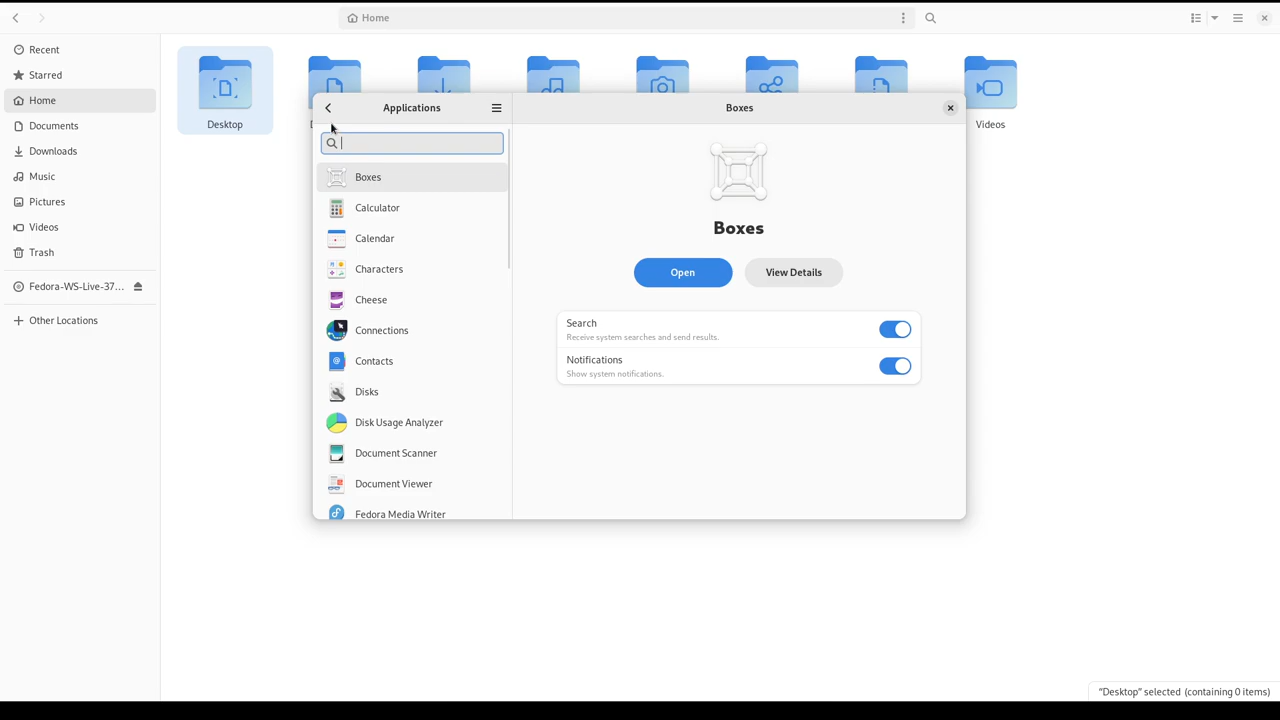 Home
Recent
Starred
Home
Documents
Downloads
Music
Pictures
Videos
Trash
Fedora-WS-Live-37...
Other Locations
Desktop
Videos
Applications
Boxes
Calculator
Calendar
Characters
Cheese
Connections
Contacts
Disks
Disk Usage Analyzer
Document Scanner
Document Viewer
Fedora Media Writer
Boxes
Boxes
Open
View Details
Search
Receive system searches and send results.
Notifications
Show system notifications.
"Desktop" selected (containing 0 items)